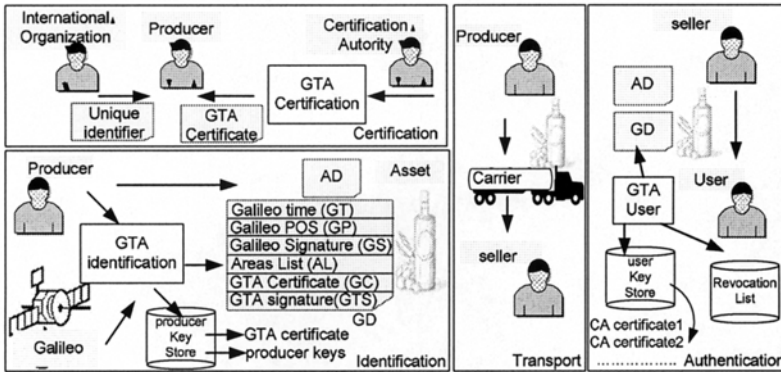 International
Organization
Producer
Certification
Autority
GTA
Certification
Unique
identifier
GTA
Certificate
Certification
Producer
AD
Asset
GTA
identification
Galileo time (GT)
Galileo POS (GP)
Galileo Signature (GS)
Areas List (AL)
GTA Certificate (GC)
GTA signature(GTS)
GD
Galileo
producer
Key
Store
GTA certificate
producer keys
Identification
Producer
Carrier
seller
Transport
seller
AD
GD
GTA
User
User
user
Key
Store
Revocation
List
CA certificate1
CA certificate2
.................. Authentication